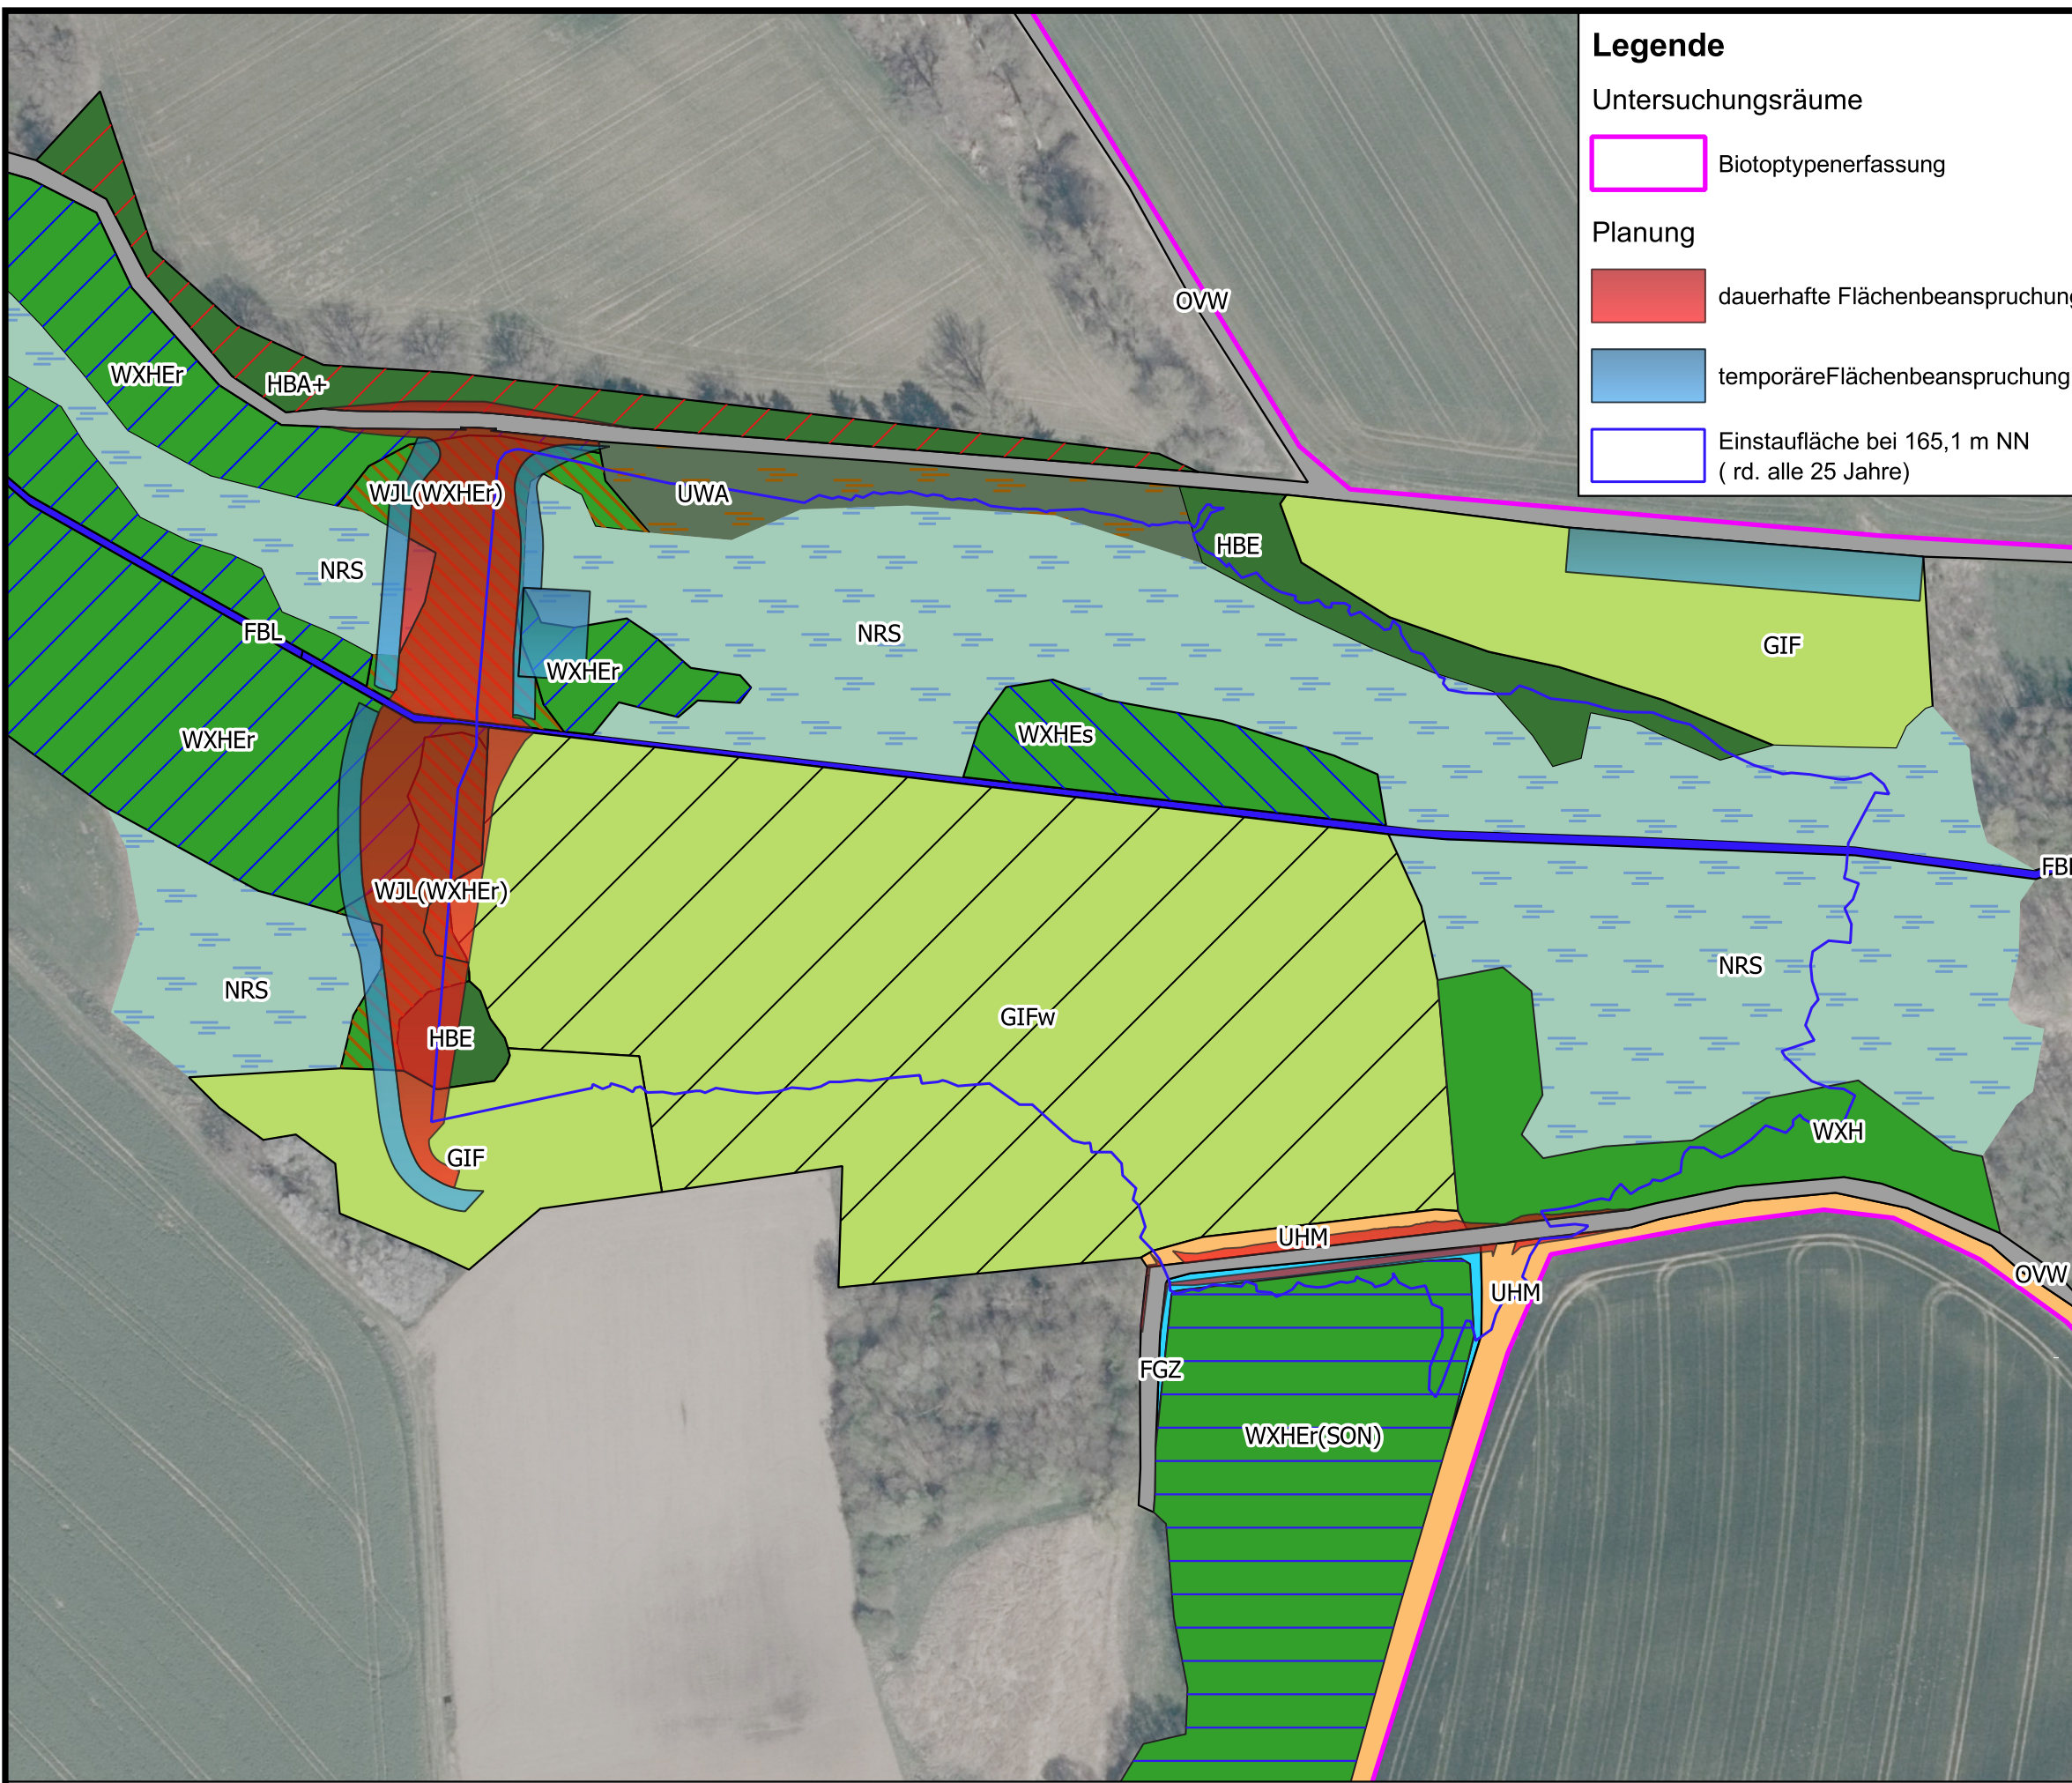 Legende
Untersuchungsräume
Biotoptypenerfassung
Planung
dauerhafte Flächenbeanspruchung
temporäreFlächenbeanspruchung
Einstaufläche bei 165,1 m NN
( rd. alle 25 Jahre)
OVW
WXHEr
HBA+
WJL(WXHEr)
UWA
HBE
NRS
FBL
NRS
GIF
WXHEr
WXHEr
WXHEs
FBL
WJL(WXHEr)
NRS
NRS
GIFw
HBE
WXH
GIF
UHM
OVW
UHM
FGZ
WXHEr(SON)